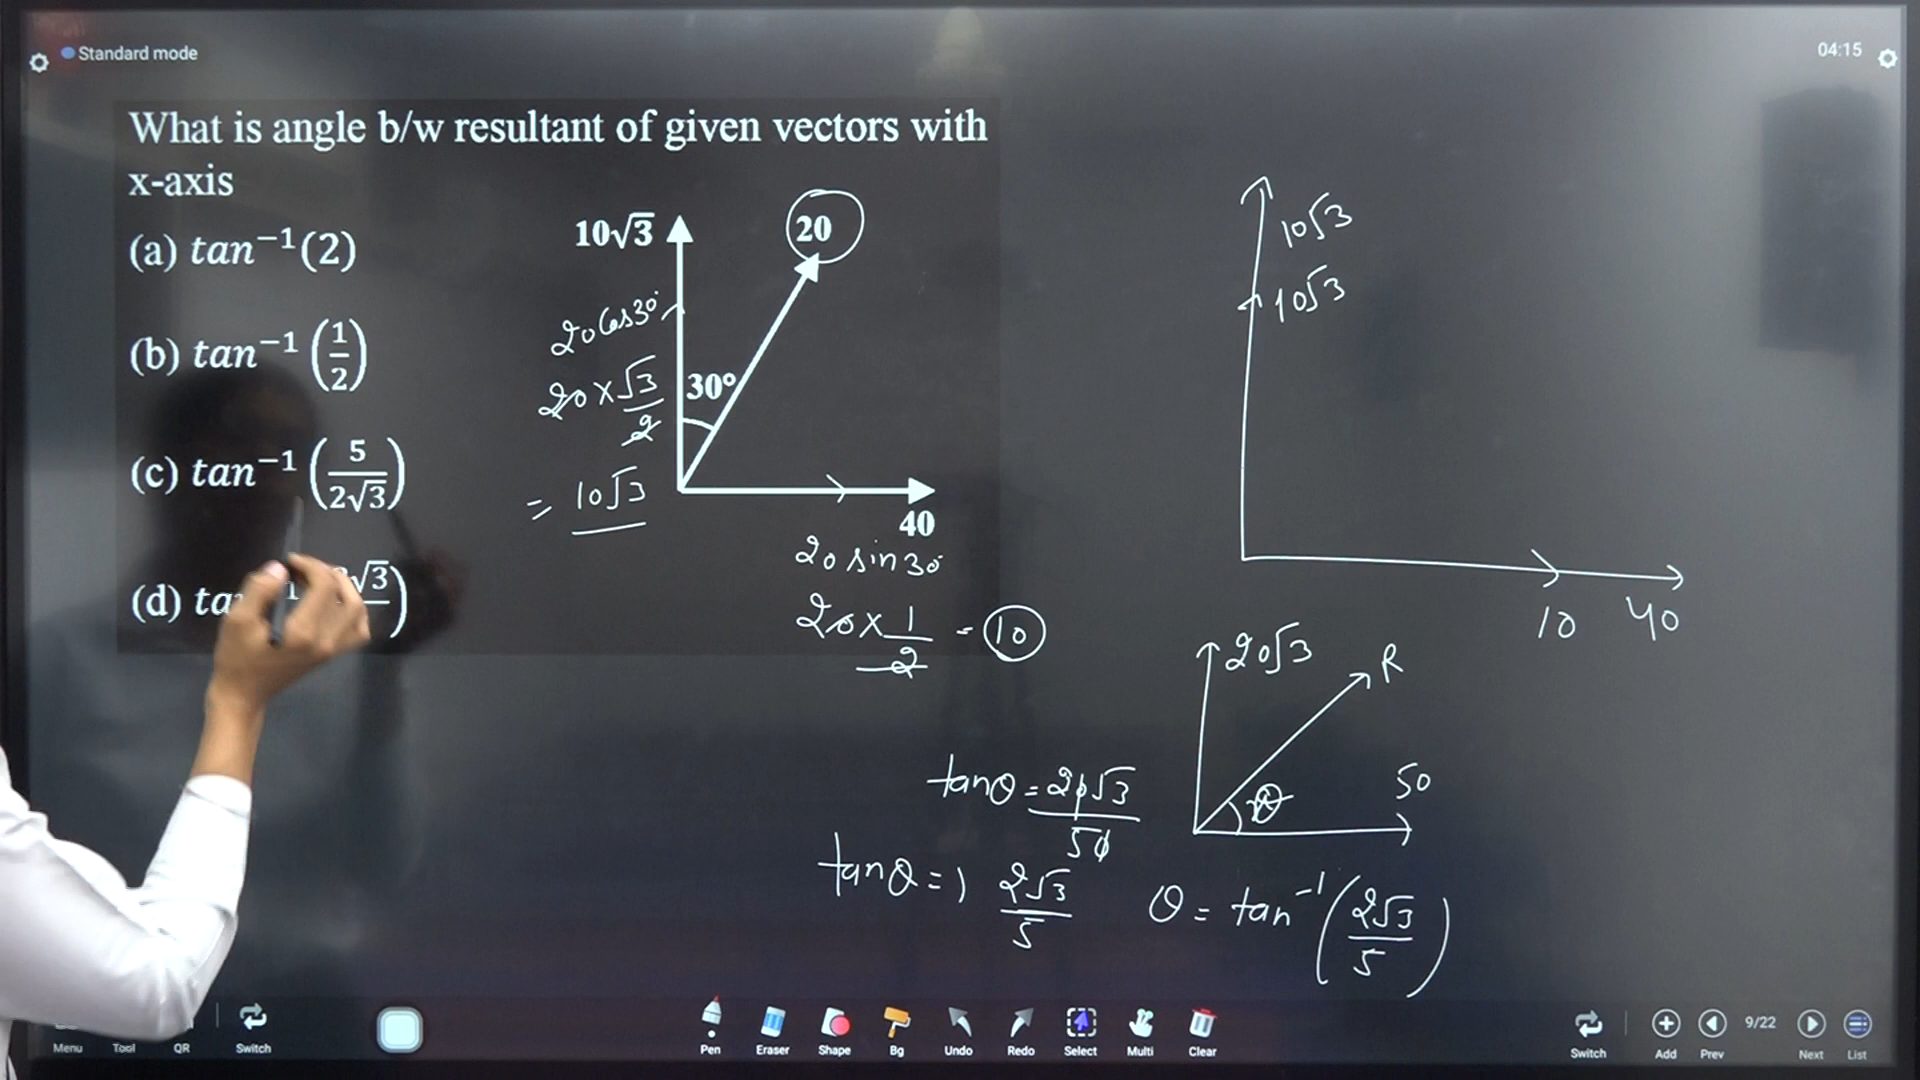 Standard mode
04:15
What is angle b/w resultant of given vectors with
x-axis
(a) tan⁻¹(2)
(b) tan⁻¹(1/2)
(c) tan⁻¹(5/2√3)
(d)
10√3
20
30°
40
20 Cos30°
20 × √3/2
= 10√3
20 sin30°
20 × 1/2 = 10
10√3
10√3
10 40
20√3
R
θ
50
tanθ = 20√3/50
tanθ = 2√3/5
θ = tan⁻¹(2√3/5)
Menu
Tool
QR
Switch
Pen
Eraser
Shape
Bg
Undo
Redo
Select
Multi
Clear
Switch
Add
Prev
9/22
Next
List